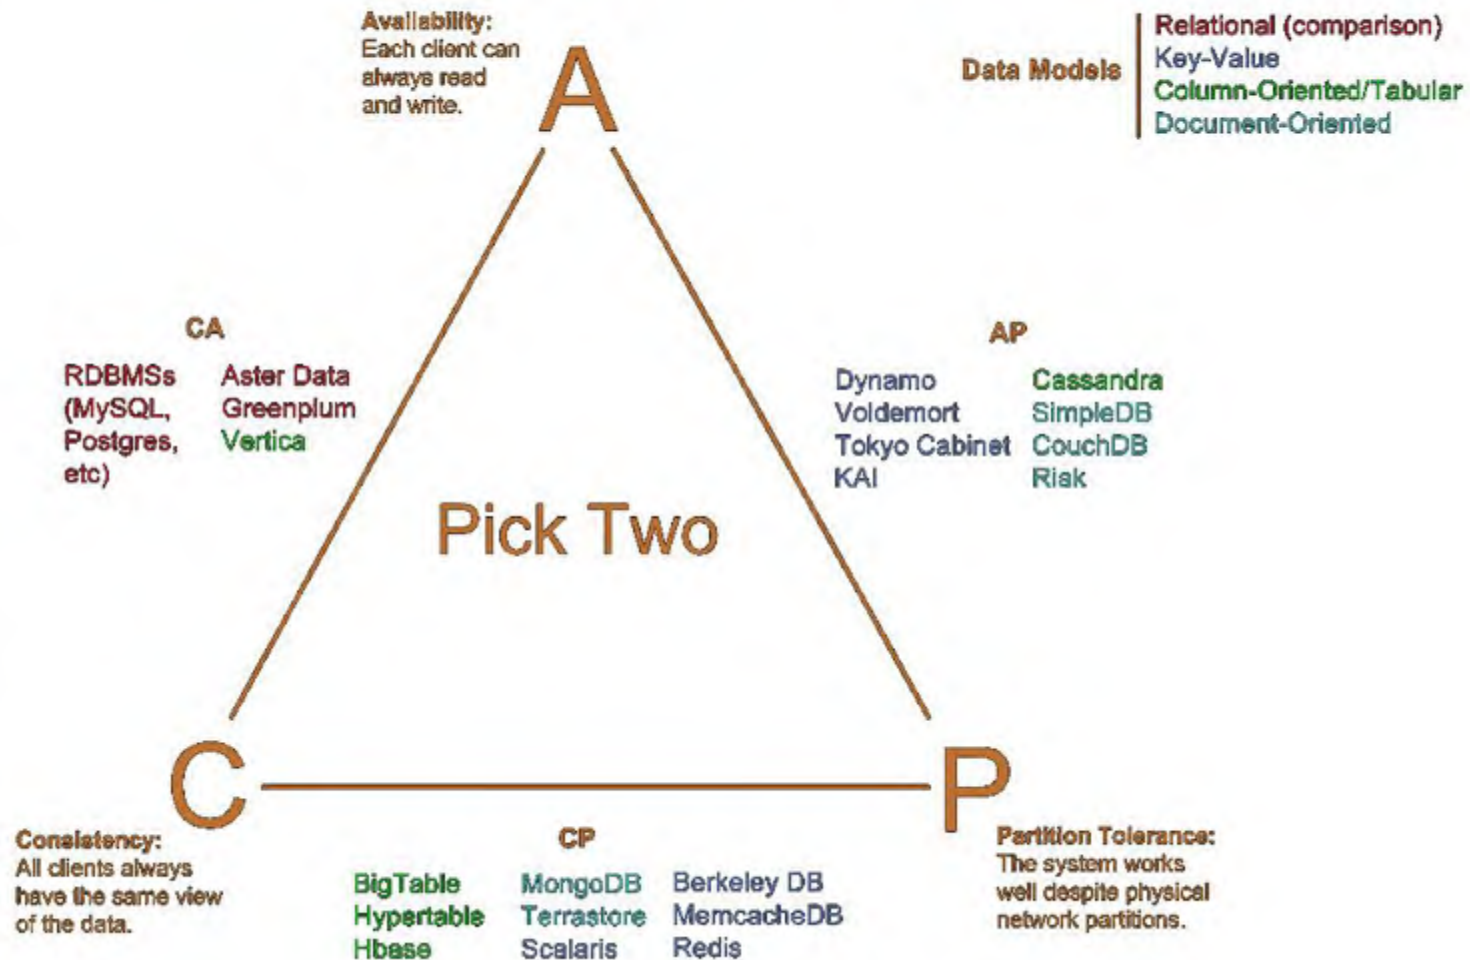 Availability:
Each client can
always read
and write.
A
Data Models
Relational (comparison)
Key-Value
Column-Oriented/Tabular
Document-Oriented
CA
RDBMSs
(MySQL,
Postgres,
etc)
Aster Data
Greenplum
Vertica
AP
Dynamo
Voldemort
Tokyo Cabinet
KAI
Cassandra
SimpleDB
CouchDB
Riak
Pick Two
C
P
Consistency:
All clients always
have the same view
of the data.
CP
BigTable
Hypertable
Hbase
MongoDB
Terrastore
Scalaris
Berkeley DB
MemcacheDB
Redis
Partition Tolerance:
The system works
well despite physical
network partitions.